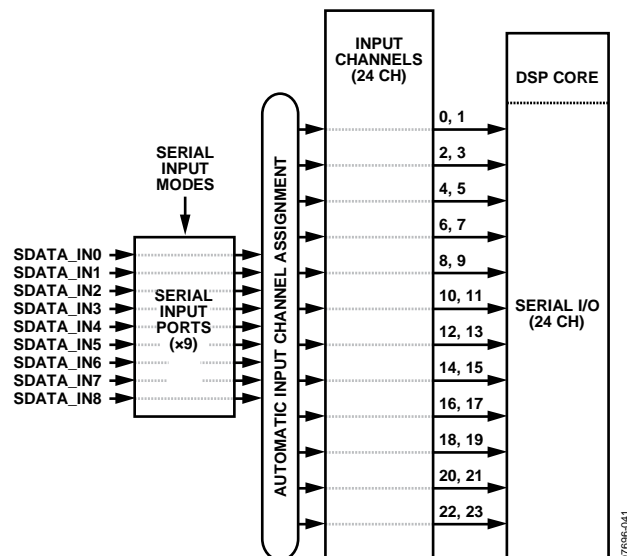 INPUT
CHANNELS
(24 CH)
DSP CORE
SERIAL
INPUT
MODES
AUTOMATIC INPUT CHANNEL ASSIGNMENT
0, 1
2, 3
4, 5
6, 7
8, 9
10, 11
12, 13
14, 15
16, 17
18, 19
20, 21
22, 23
SDATA_IN0
SDATA_IN1
SDATA_IN2
SDATA_IN3
SDATA_IN4
SDATA_IN5
SDATA_IN6
SDATA_IN7
SDATA_IN8
SERIAL
INPUT
PORTS
(×9)
SERIAL I/O
(24 CH)
7696-041